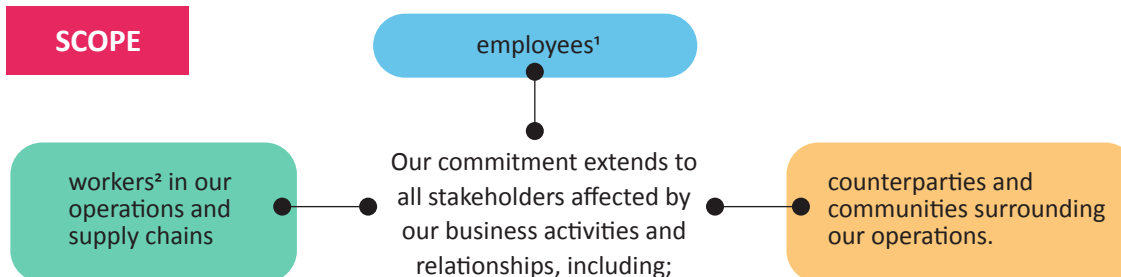 SCOPE
employees¹
Our commitment extends to
all stakeholders affected by
our business activities and
relationships, including;
workers² in our
operations and
supply chains
counterparties and
communities surrounding
our operations.